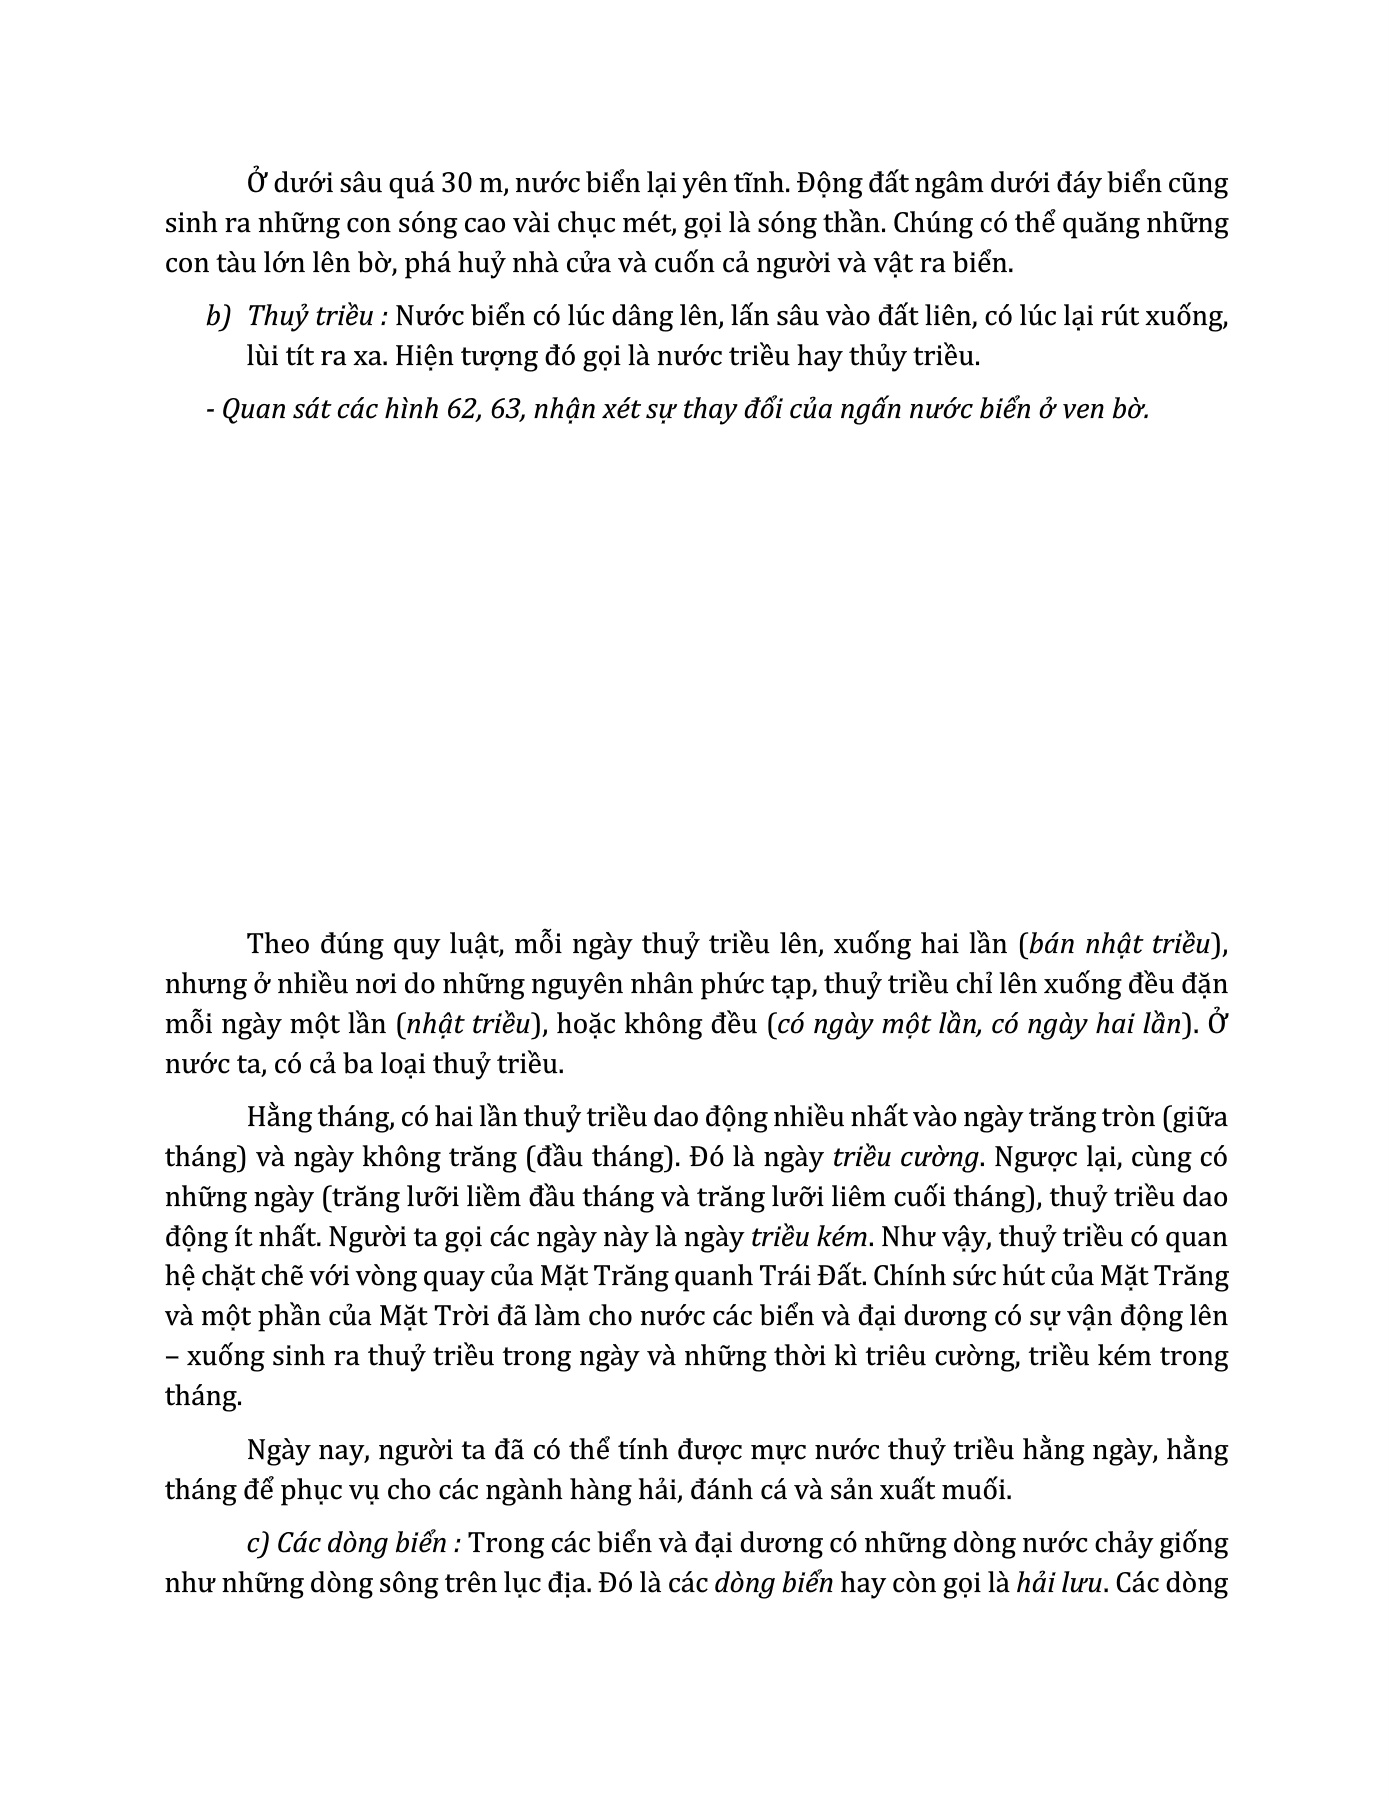 Ở dưới sâu quá 30 m, nước biển lại yên tĩnh. Động đất ngâm dưới đáy biển cũng
sinh ra những con sóng cao vài chục mét, gọi là sóng thần. Chúng có thể quăng những
con tàu lớn lên bờ, phá huỷ nhà cửa và cuốn cả người và vật ra biển.
b) Thuỷ triều : Nước biển có lúc dâng lên, lấn sâu vào đất liên, có lúc lại rút xuống,
lùi tít ra xa. Hiện tượng đó gọi là nước triều hay thủy triều.
- Quan sát các hình 62, 63, nhận xét sự thay đổi của ngấn nước biển ở ven bờ.
Theo đúng quy luật, mỗi ngày thuỷ triều lên, xuống hai lần (bán nhật triều),
nhưng ở nhiều nơi do những nguyên nhân phức tạp, thuỷ triều chỉ lên xuống đều đặn
mỗi ngày một lần (nhật triều), hoặc không đều (có ngày một lần, có ngày hai lần). Ở
nước ta, có cả ba loại thuỷ triều.
Hằng tháng, có hai lần thuỷ triều dao động nhiều nhất vào ngày trăng tròn (giữa
tháng) và ngày không trăng (đầu tháng). Đó là ngày triều cường. Ngược lại, cùng có
những ngày (trăng lưỡi liềm đầu tháng và trăng lưỡi liêm cuối tháng), thuỷ triều dao
động ít nhất. Người ta gọi các ngày này là ngày triều kém. Như vậy, thuỷ triều có quan
hệ chặt chẽ với vòng quay của Mặt Trăng quanh Trái Đất. Chính sức hút của Mặt Trăng
và một phần của Mặt Trời đã làm cho nước các biển và đại dương có sự vận động lên
– xuống sinh ra thuỷ triều trong ngày và những thời kì triêu cường, triều kém trong
tháng.
Ngày nay, người ta đã có thể tính được mực nước thuỷ triều hằng ngày, hằng
tháng để phục vụ cho các ngành hàng hải, đánh cá và sản xuất muối.
c) Các dòng biển : Trong các biển và đại dương có những dòng nước chảy giống
như những dòng sông trên lục địa. Đó là các dòng biển hay còn gọi là hải lưu. Các dòng